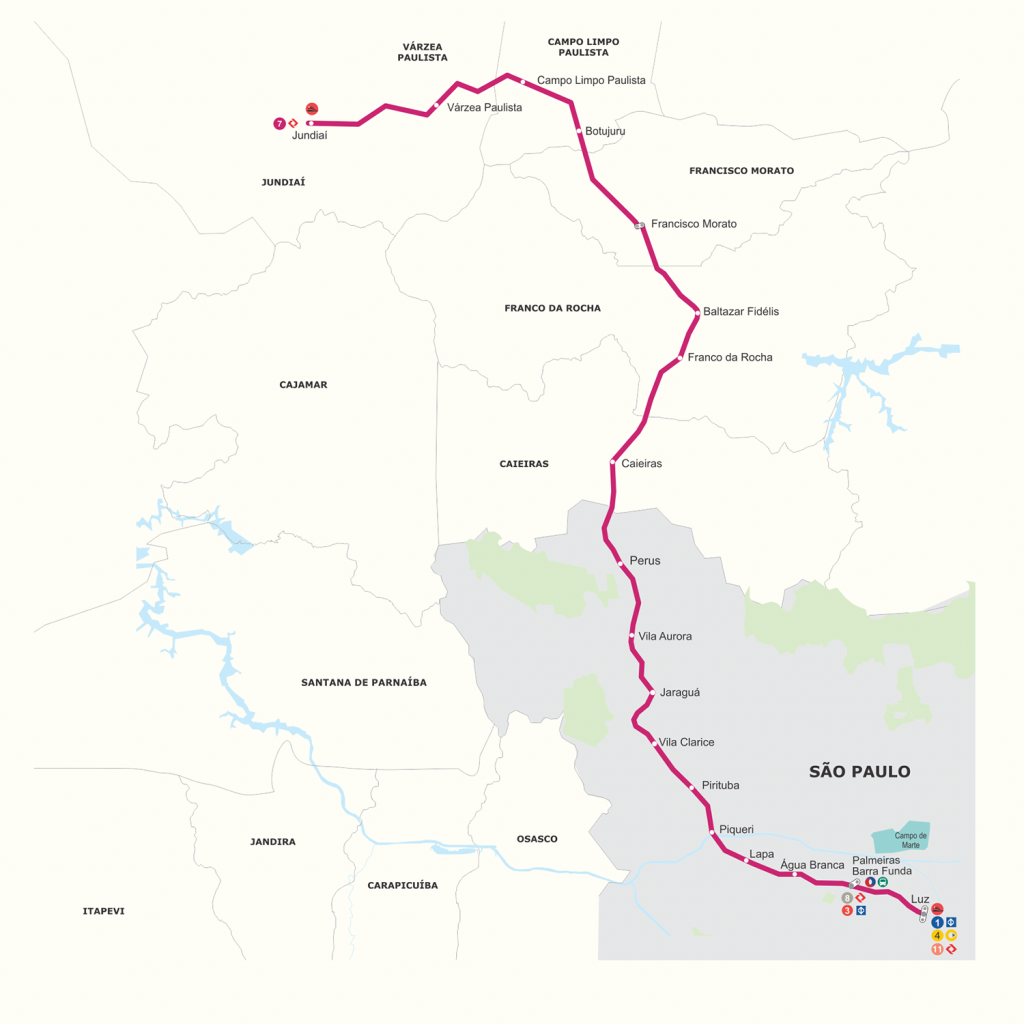 VÁRZEA
PAULISTA
CAMPO LIMPO
PAULISTA
Campo Limpo Paulista
Várzea Paulista
7
Jundiaí
Botujuru
JUNDIAÍ
FRANCISCO MORATO
Francisco Morato
FRANCO DA ROCHA
Baltazar Fidélis
Franco da Rocha
CAJAMAR
CAIEIRAS
Caieiras
Perus
Vila Aurora
SANTANA DE PARNAÍBA
Jaraguá
Vila Clarice
SÃO PAULO
Pirituba
Piqueri
Campo de
Marte
JANDIRA
OSASCO
Lapa
Água Branca
Palmeiras
Barra Funda
CARAPICUÍBA
8
3
Luz
ITAPEVI
1
4
11